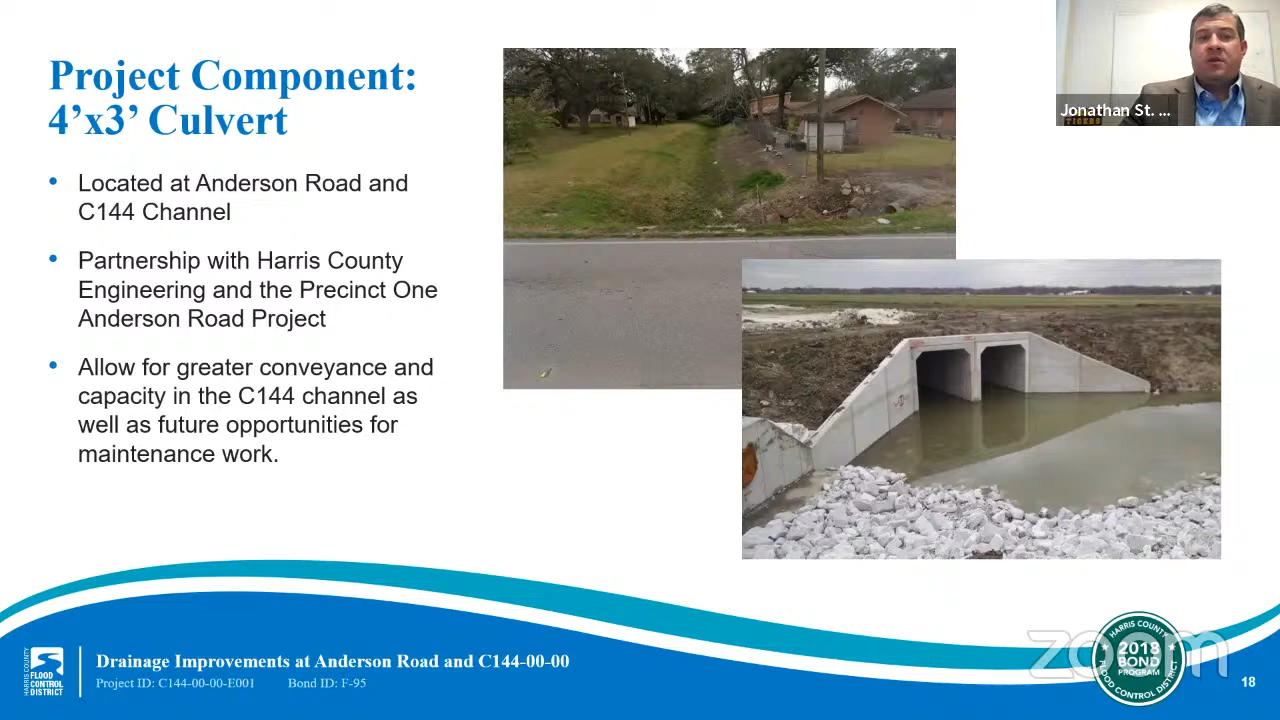 Project Component:
4’x3’ Culvert
• Located at Anderson Road and
C144 Channel
• Partnership with Harris County
Engineering and the Precinct One
Anderson Road Project
• Allow for greater conveyance and
capacity in the C144 channel as
well as future opportunities for
maintenance work.
Jonathan St. ...
TIGERS
HARRIS COUNTY
FLOOD
CONTROL
DISTRICT
Drainage Improvements at Anderson Road and C144-00-00
Project ID: C144-00-00-E001 Bond ID: F-95
zoom
HARRIS COUNTY
2018
BOND
PROGRAM
FLOOD CONTROL DISTRICT
18